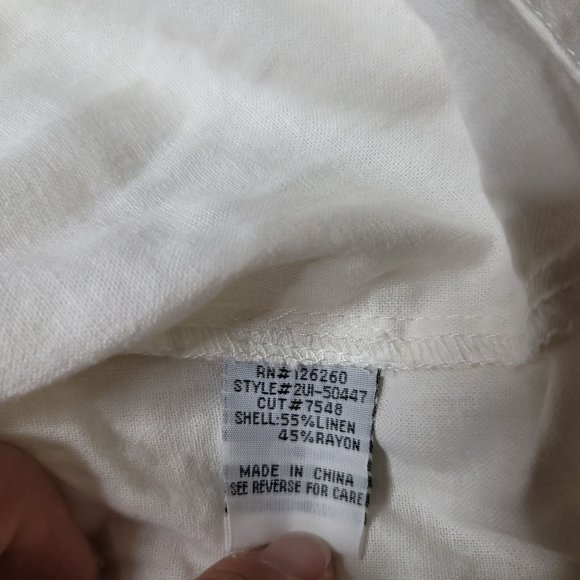 RN# 126260
STYLE#2UI-50447
CUT#7548
SHELL:55%LINEN
45%RAYON
MADE IN CHINA
SEE REVERSE FOR CARE